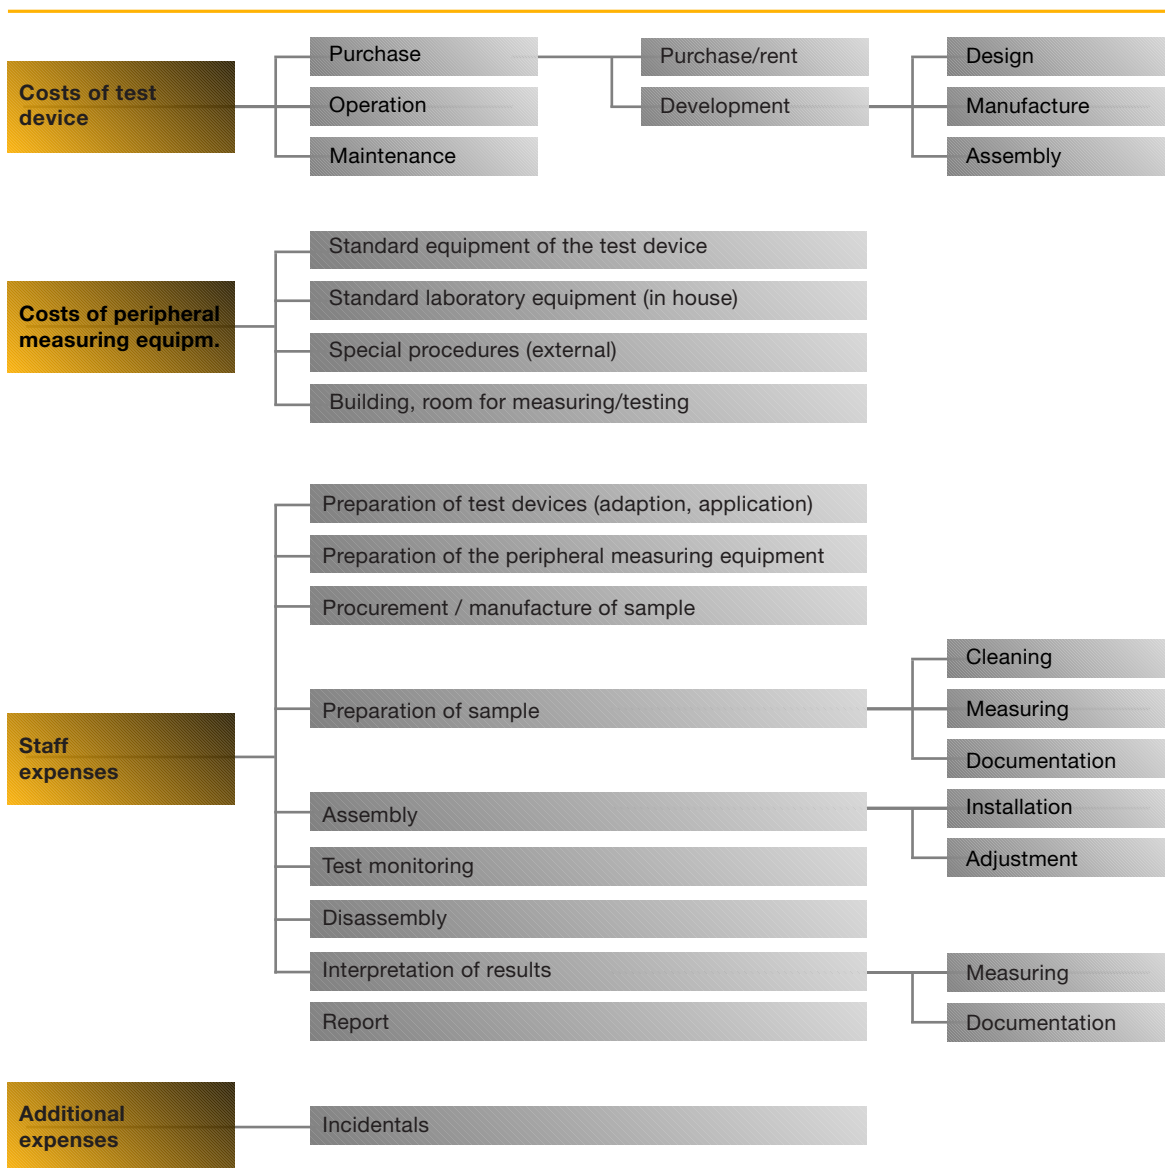 Costs of test
device
Purchase
Operation
Maintenance
Purchase/rent
Development
Design
Manufacture
Assembly
Costs of peripheral
measuring equipm.
Standard equipment of the test device
Standard laboratory equipment (in house)
Special procedures (external)
Building, room for measuring/testing
Staff
expenses
Preparation of test devices (adaption, application)
Preparation of the peripheral measuring equipment
Procurement / manufacture of sample
Preparation of sample
Cleaning
Measuring
Documentation
Assembly
Installation
Adjustment
Test monitoring
Disassembly
Interpretation of results
Measuring
Documentation
Report
Additional
expenses
Incidentals